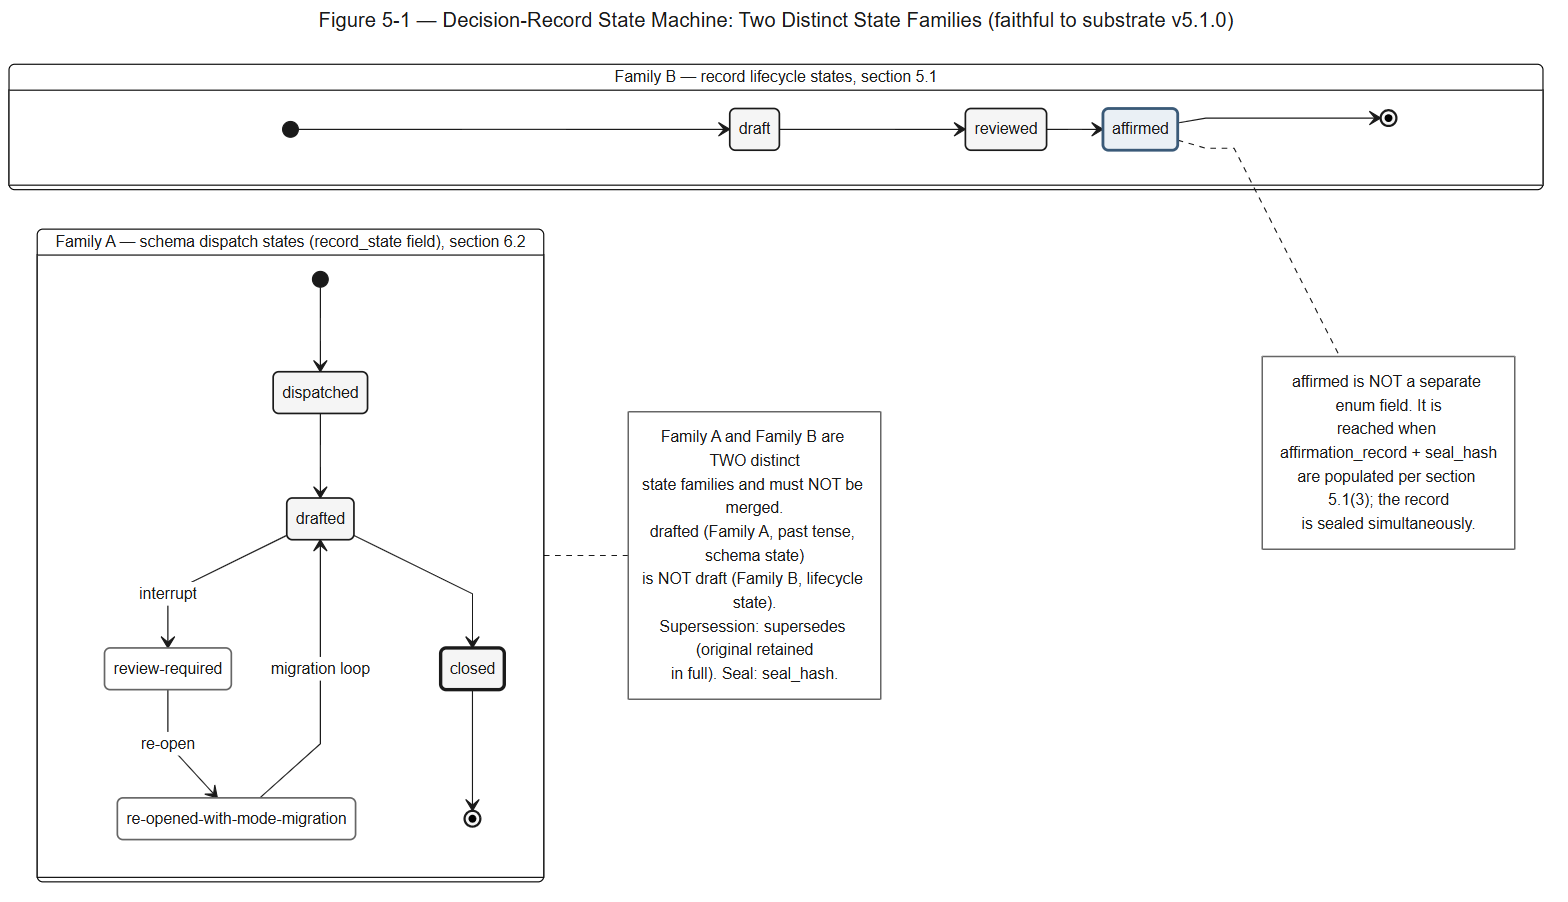 Figure 5-1 — Decision-Record State Machine: Two Distinct State Families (faithful to substrate v5.1.0)
Family B — record lifecycle states, section 5.1
draft
reviewed
affirmed
Family A — schema dispatch states (record_state field), section 6.2
dispatched
drafted
interrupt
review-required
migration loop
closed
re-open
re-opened-with-mode-migration
Family A and Family B are
TWO distinct
state families and must NOT be
merged.
drafted (Family A, past tense,
schema state)
is NOT draft (Family B, lifecycle
state).
Supersession: supersedes
(original retained
in full). Seal: seal_hash.
affirmed is NOT a separate
enum field. It is
reached when
affirmation_record + seal_hash
are populated per section
5.1(3); the record
is sealed simultaneously.